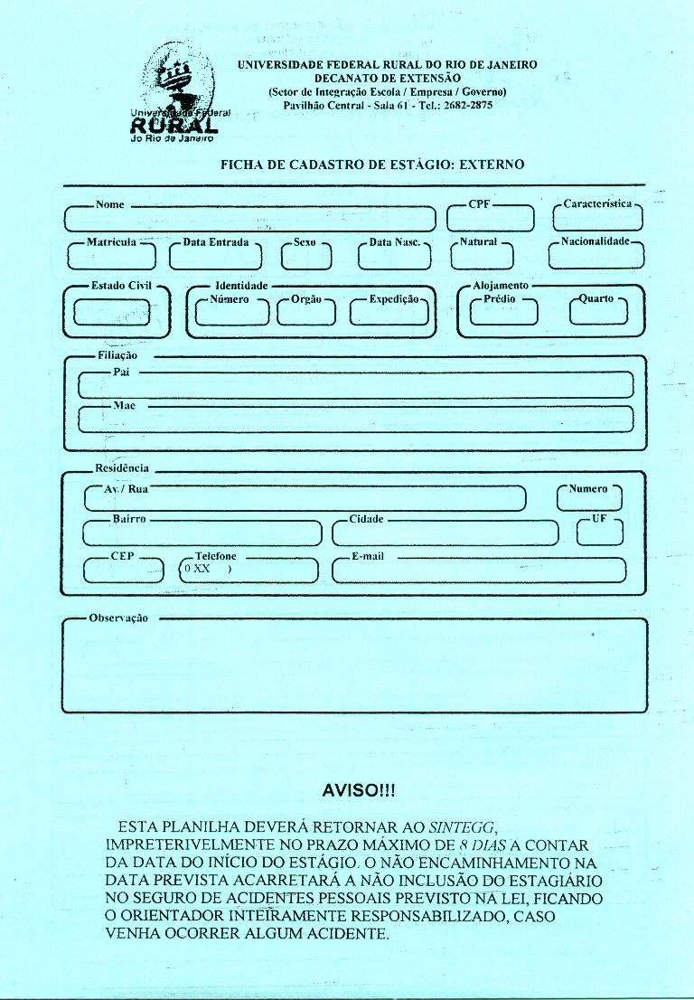 Universidade Federal
RURAL
do Rio de Janeiro
UNIVERSIDADE FEDERAL RURAL DO RIO DE JANEIRO
DECANATO DE EXTENSÃO
(Setor de Integração Escola / Empresa / Governo)
Pavilhão Central - Sala 61 - Tel.: 2682-2875
FICHA DE CADASTRO DE ESTÁGIO: EXTERNO
Nome CPF Característica
Matrícula Data Entrada Sexo Data Nasc. Natural Nacionalidade
Estado Civil Identidade Alojamento
Número Orgão Expedição Prédio Quarto
Filiação
Pai
Mae
Residência
Av./ Rua Numero
Bairro Cidade UF
CEP Telefone E-mail
(0 XX )
Observação
AVISO!!!
ESTA PLANILHA DEVERÁ RETORNAR AO SINTEGG,
IMPRETERIVELMENTE NO PRAZO MÁXIMO DE 8 DIAS A CONTAR
DA DATA DO INÍCIO DO ESTÁGIO. O NÃO ENCAMINHAMENTO NA
DATA PREVISTA ACARRETARÁ A NÃO INCLUSÃO DO ESTAGIÁRIO
NO SEGURO DE ACIDENTES PESSOAIS PREVISTO NA LEI, FICANDO
O ORIENTADOR INTEIRAMENTE RESPONSABILIZADO, CASO
VENHA OCORRER ALGUM ACIDENTE.